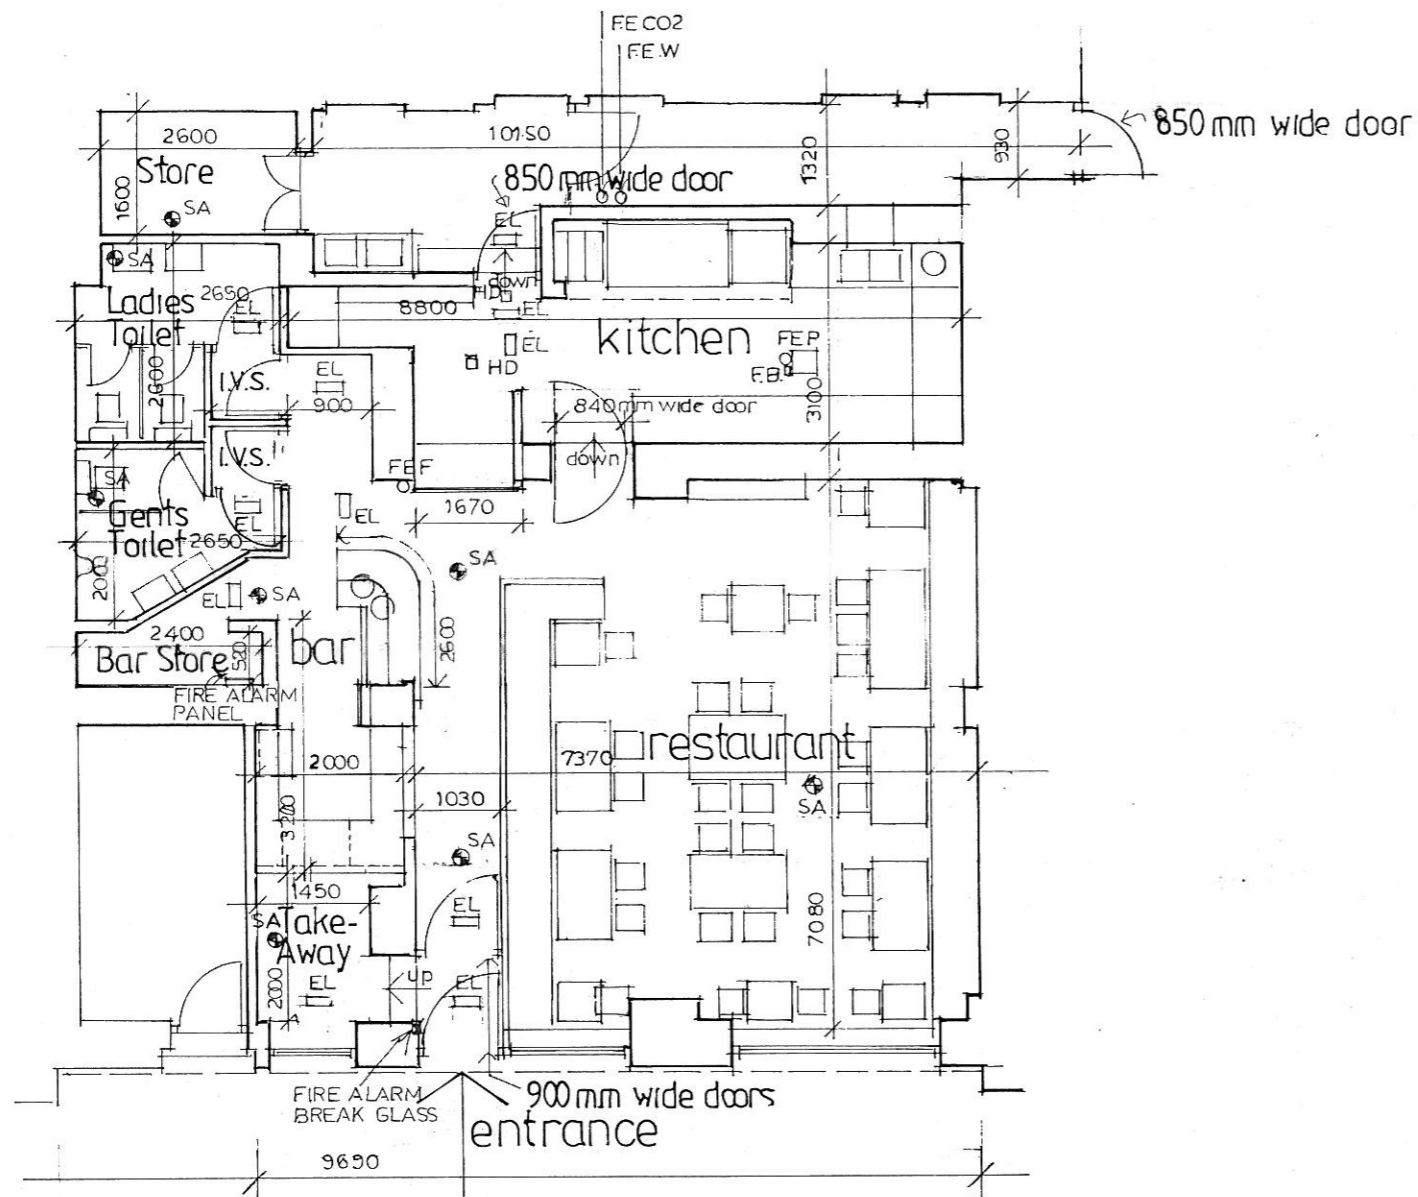 F.E CO2
F.E.W
850 mm wide door
2600
10150
1320
930
Store
850 mm wide door
1600
SA
EL
SA
down
HD
Ladies
Toilet
2650
EL
8800
EL
kitchen
FEP
EL
HD
F.B.
I.V.S.
EL
2600
900
840 mm wide door
3100
I.V.S.
down
FEF
SA
Gents
Toilet
EL
EL
1670
2650
SA
200
EL
SA
2400
bar
2600
Bar Store
520
FIRE ALARM
PANEL
restaurant
2000
7370
1030
SA
3200
SA
1450
EL
SA
Take-
Away
7080
up
EL
EL
2000
FIRE ALARM
BREAK GLASS
900 mm wide doors
entrance
9690